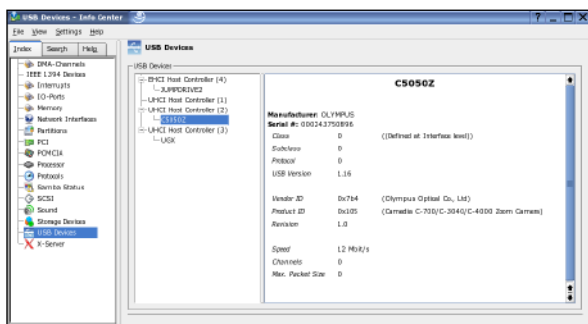 USB Devices - Info Center
File View Settings Help
Index Search Help
DMA-Channels
IEEE 1394 Devices
Interrupts
IO-Ports
Memory
Network Interfaces
Partitions
PCI
PCMCIA
Processor
Protocols
Samba Status
SCSI
Sound
Storage Devices
USB Devices
X-Server
USB Devices
USB Devices
EHCI Host Controller (4)
JUMPDRIVE2
UHCI Host Controller (1)
UHCI Host Controller (2)
C5050Z
UHCI Host Controller (3)
UGX
C5050Z
Manufacturer: OLYMPUS
Serial #: 000243750896
Class 0 ((Defined at Interface level))
Subclass 0
Protocol 0
USB Version 1.16
Vendor ID 0x7b4 (Olympus Optical Co., Ltd)
Product ID 0x105 (Camedia C-700/C-3040/C-4000 Zoom Camera)
Revision 1.0
Speed 12 Mbit/s
Channels 0
Max. Packet Size 0